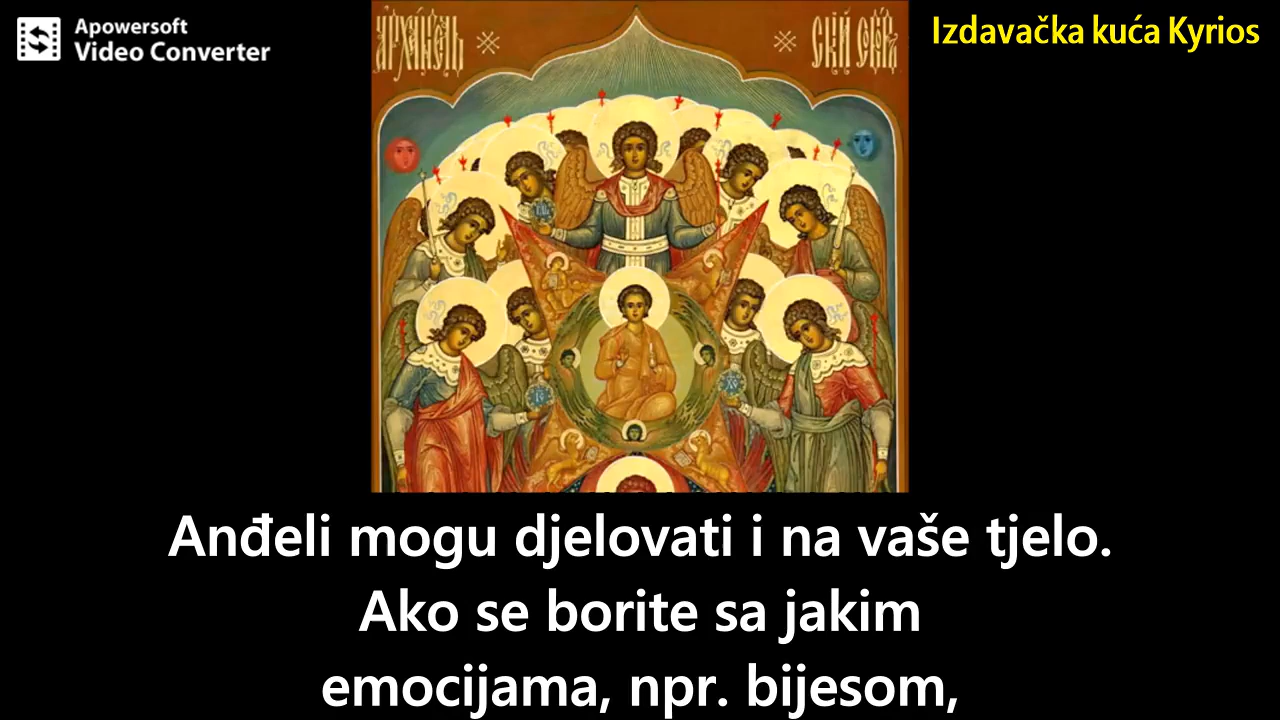 Apowersoft
Video Converter
Izdavačka kuća Kyrios
Anđeli mogu djelovati i na vaše tjelo.
Ako se borite sa jakim
emocijama, npr. bijesom,